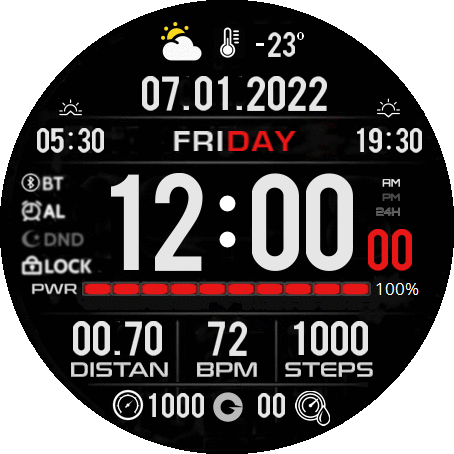 -23º
07.01.2022
05:30 FRIDAY 19:30
BT
AL
DND
LOCK
12:00 00
AM
PM
24H
PWR 100%
00.70 72 1000
DISTAN BPM STEPS
1000 00